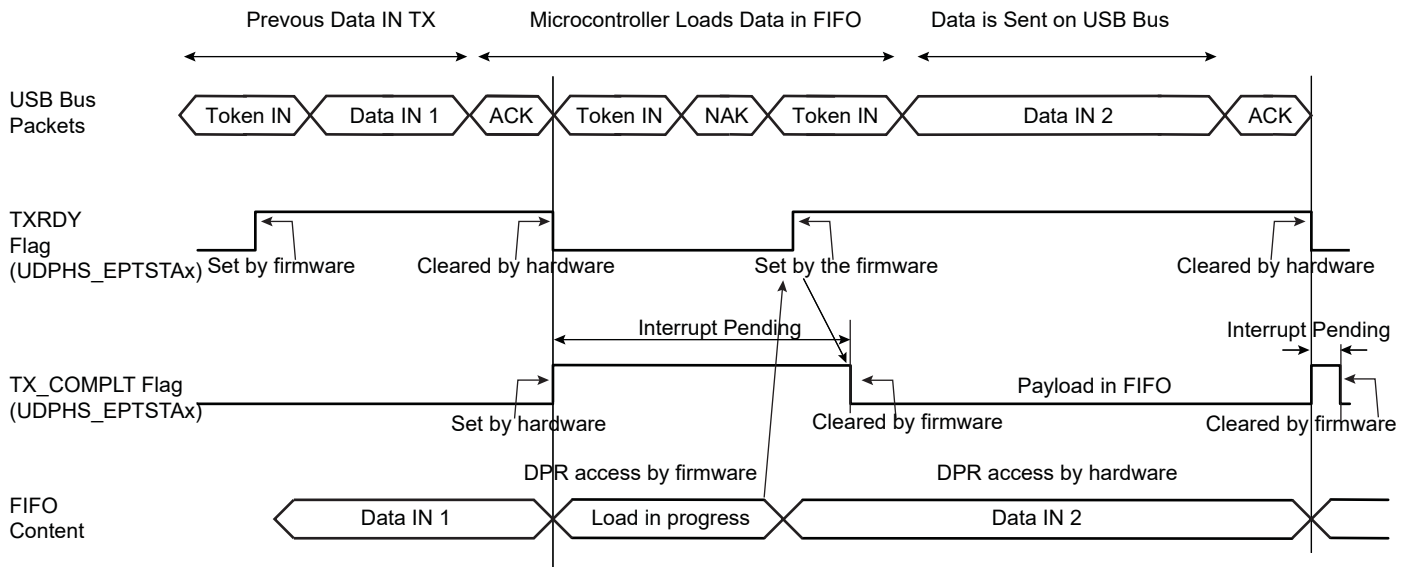 Prevous Data IN TX
Microcontroller Loads Data in FIFO
Data is Sent on USB Bus
USB Bus
Packets
Token IN
Data IN 1
ACK
Token IN
NAK
Token IN
Data IN 2
ACK
TXRDY
Flag
(UDPHS_EPTSTAx)
Set by firmware
Cleared by hardware
Set by the firmware
Cleared by hardware
Interrupt Pending
Interrupt Pending
TX_COMPLT Flag
(UDPHS_EPTSTAx)
Payload in FIFO
Set by hardware
Cleared by firmware
Cleared by firmware
DPR access by firmware
DPR access by hardware
FIFO
Content
Data IN 1
Load in progress
Data IN 2